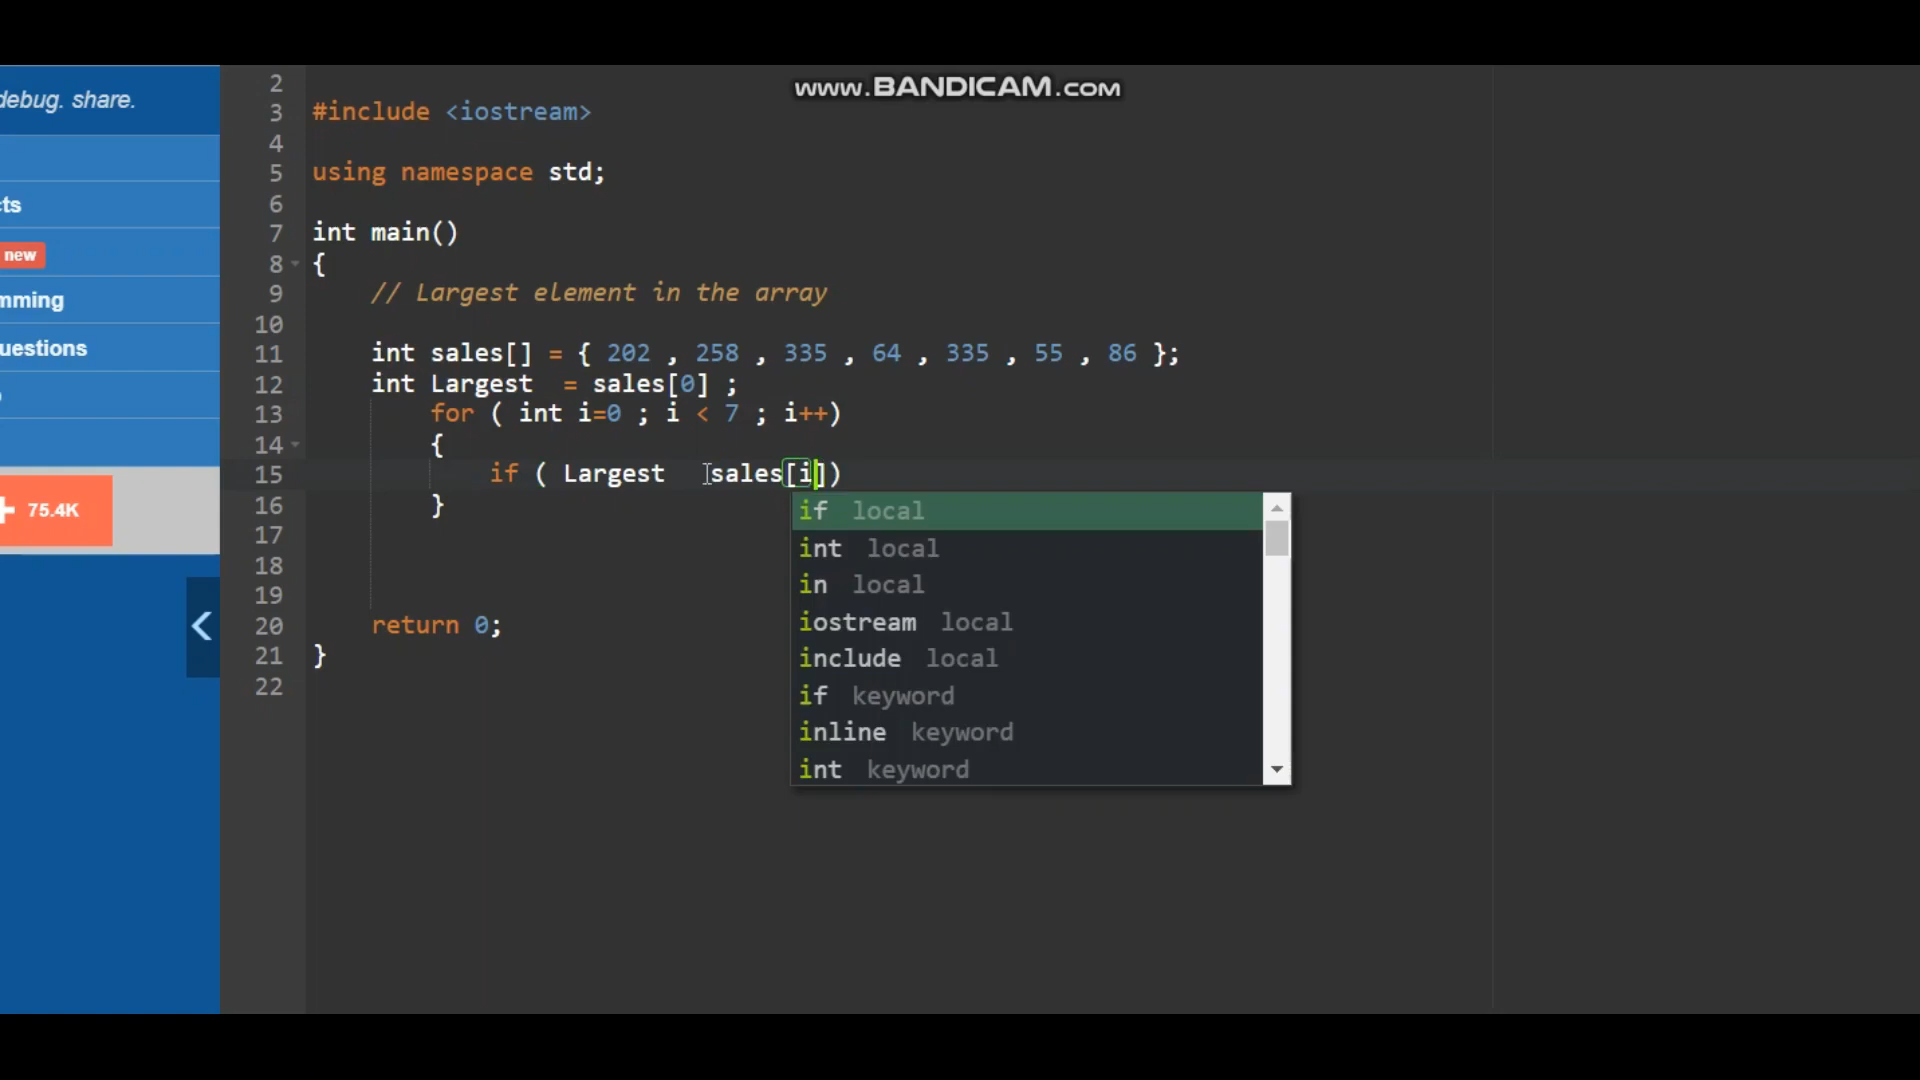 www.BANDICAM.com
debug. share.
new
75.4K
2
3 #include <iostream>
4
5 using namespace std;
6
7 int main()
8 {
9 // Largest element in the array
10
11 int sales[] = { 202 , 258 , 335 , 64 , 335 , 55 , 86 };
12 int Largest  = sales[0] ;
13 for ( int i=0 ; i < 7 ; i++)
14 {
15 if ( Largest   sales[i])
16 }
17
18
19
20 return 0;
21 }
22
if local
int local
in local
iostream local
include local
if keyword
inline keyword
int keyword